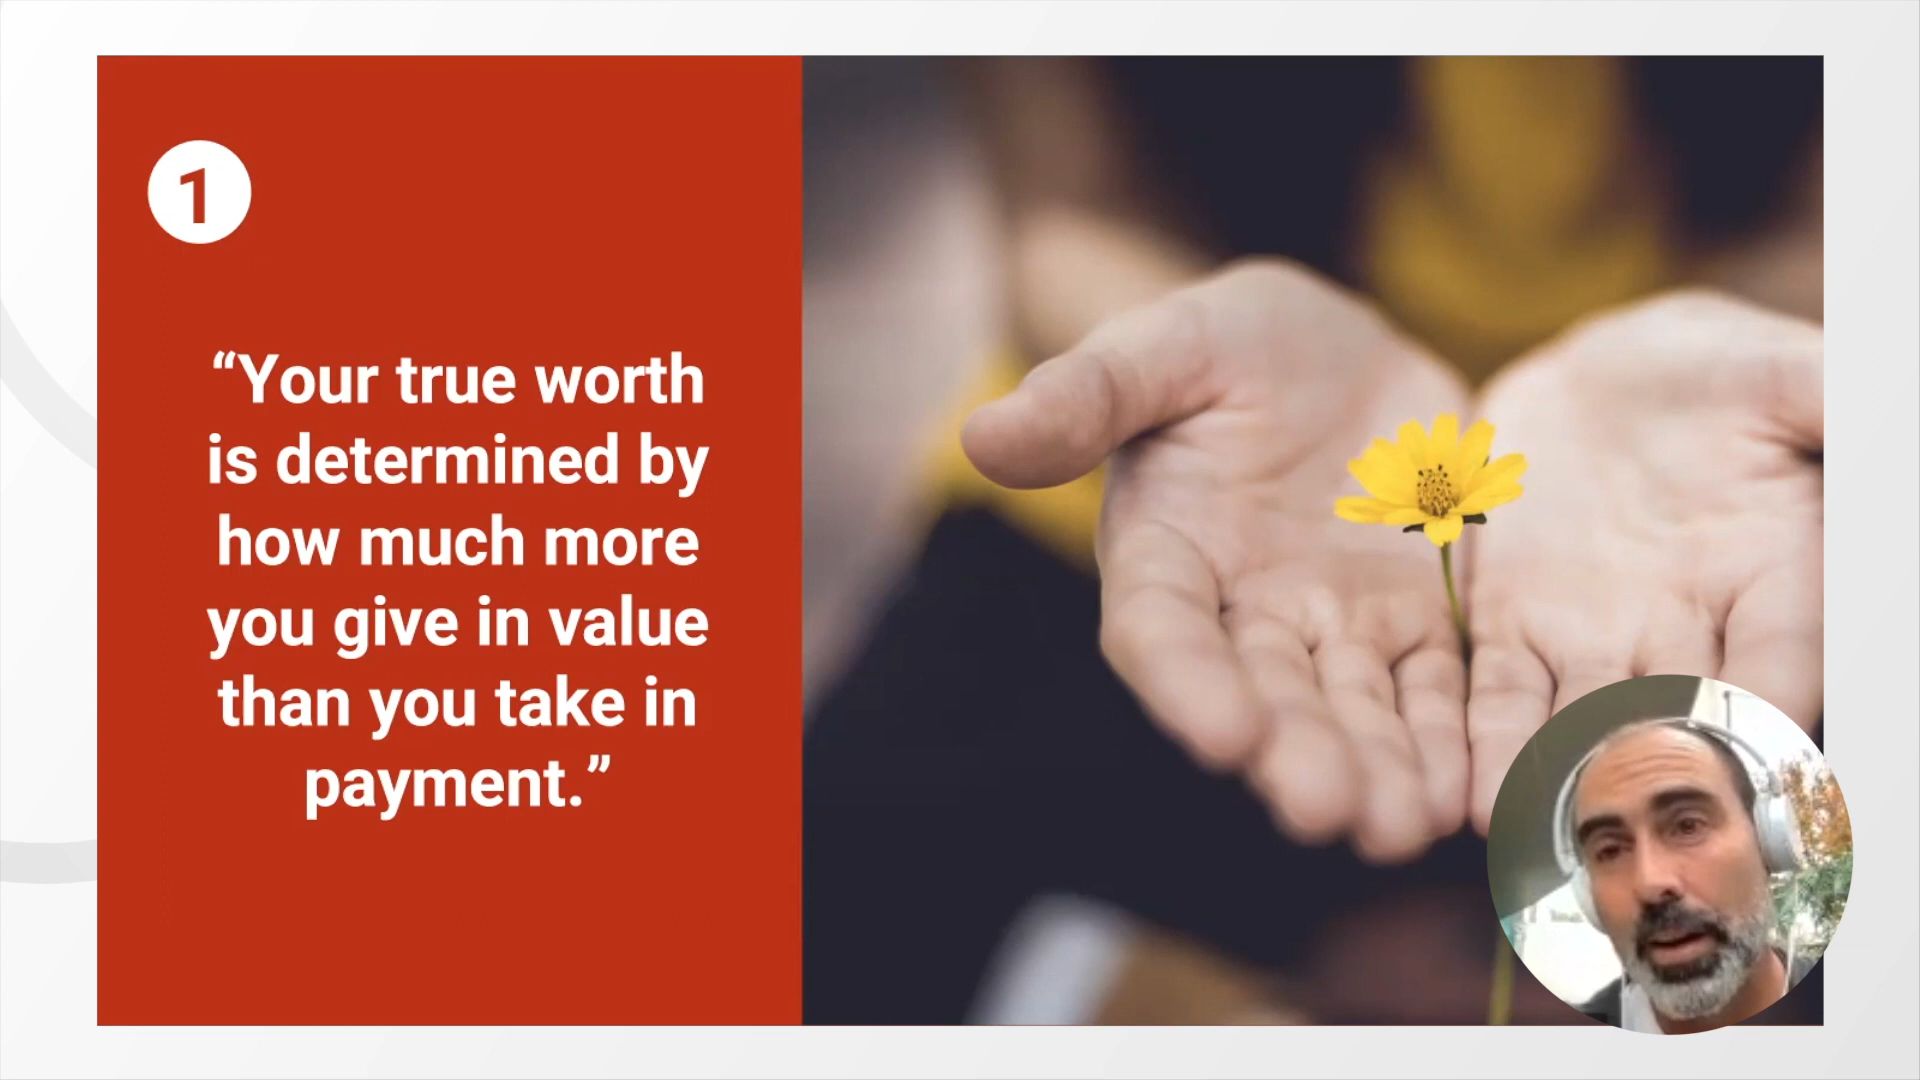 1
“Your true worth
is determined by
how much more
you give in value
than you take in
payment.”